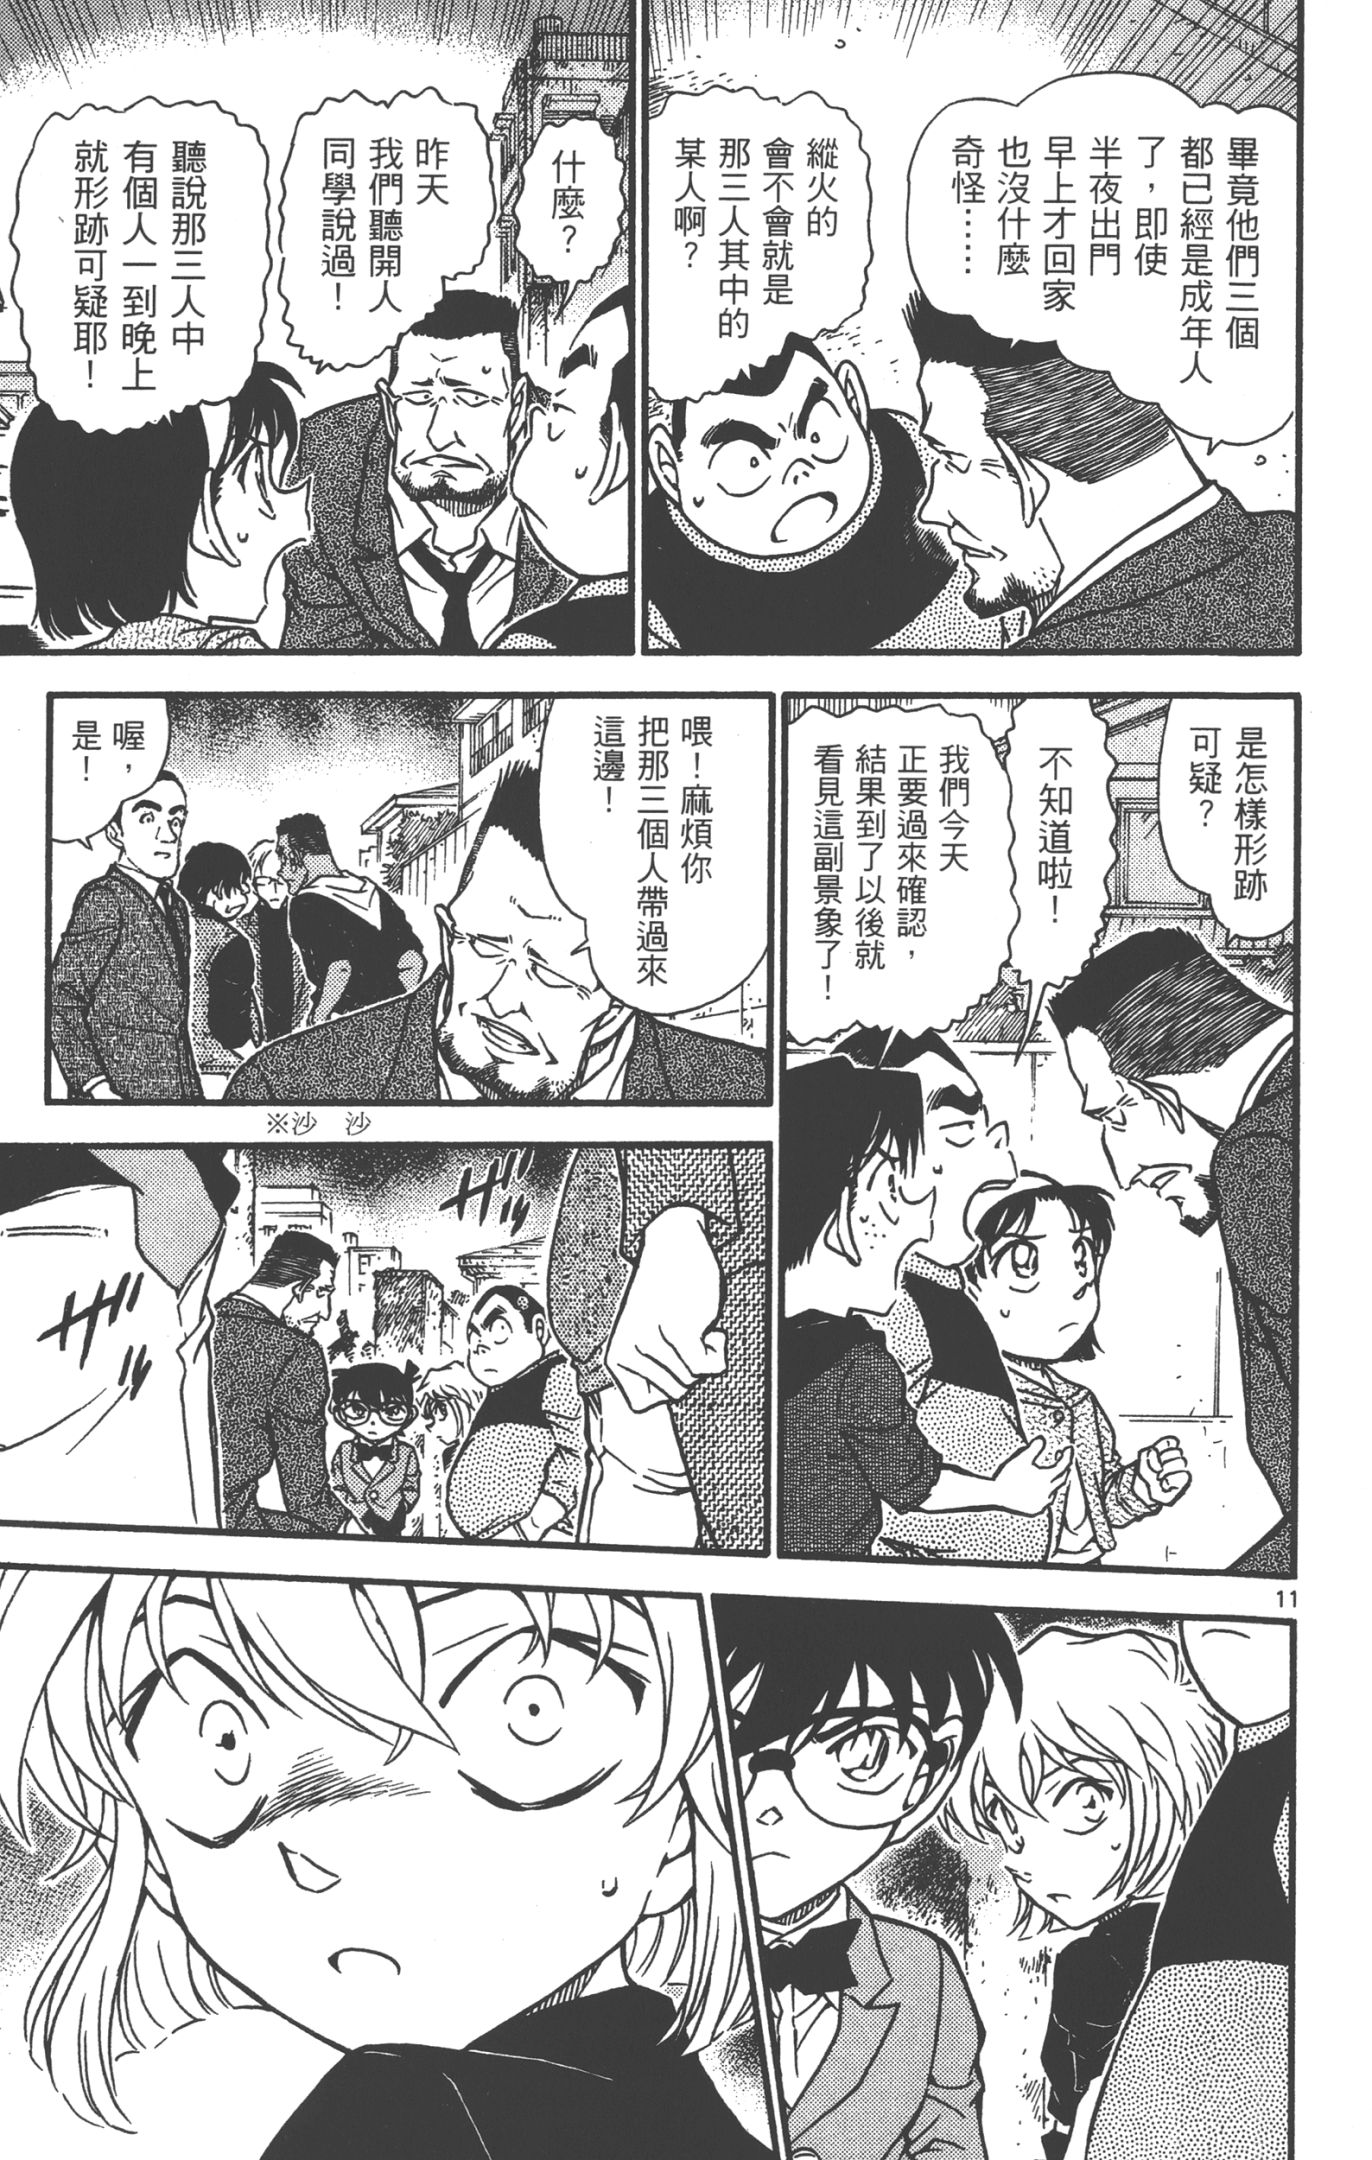 畢竟他們三個
都已經是成年人
了，即使
半夜出門
早上才回家
也沒什麼
奇怪……
縱火的
會不會就是
那三人其中的
某人啊？
什麼？
昨天
我們聽開人
同學說過！
聽說那三人中
有個人一到晚上
就形跡可疑耶！
是怎樣形跡
可疑？
不知道啦！
我們今天
正要過來確認，
結果到了以後就
看見這副景象了！
喂！麻煩你
把那三個人帶過來
這邊！
喔，
是！
※沙　沙
ザッ
ザッ
11